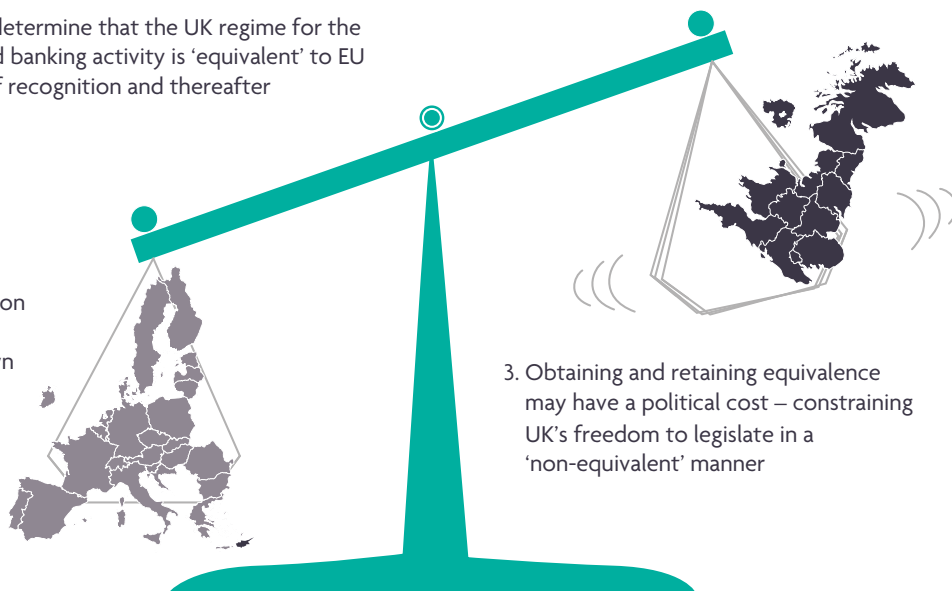 determine that the UK regime for the
banking activity is ‘equivalent’ to EU
recognition and thereafter
on
3. Obtaining and retaining equivalence
may have a political cost – constraining
UK’s freedom to legislate in a
‘non-equivalent’ manner